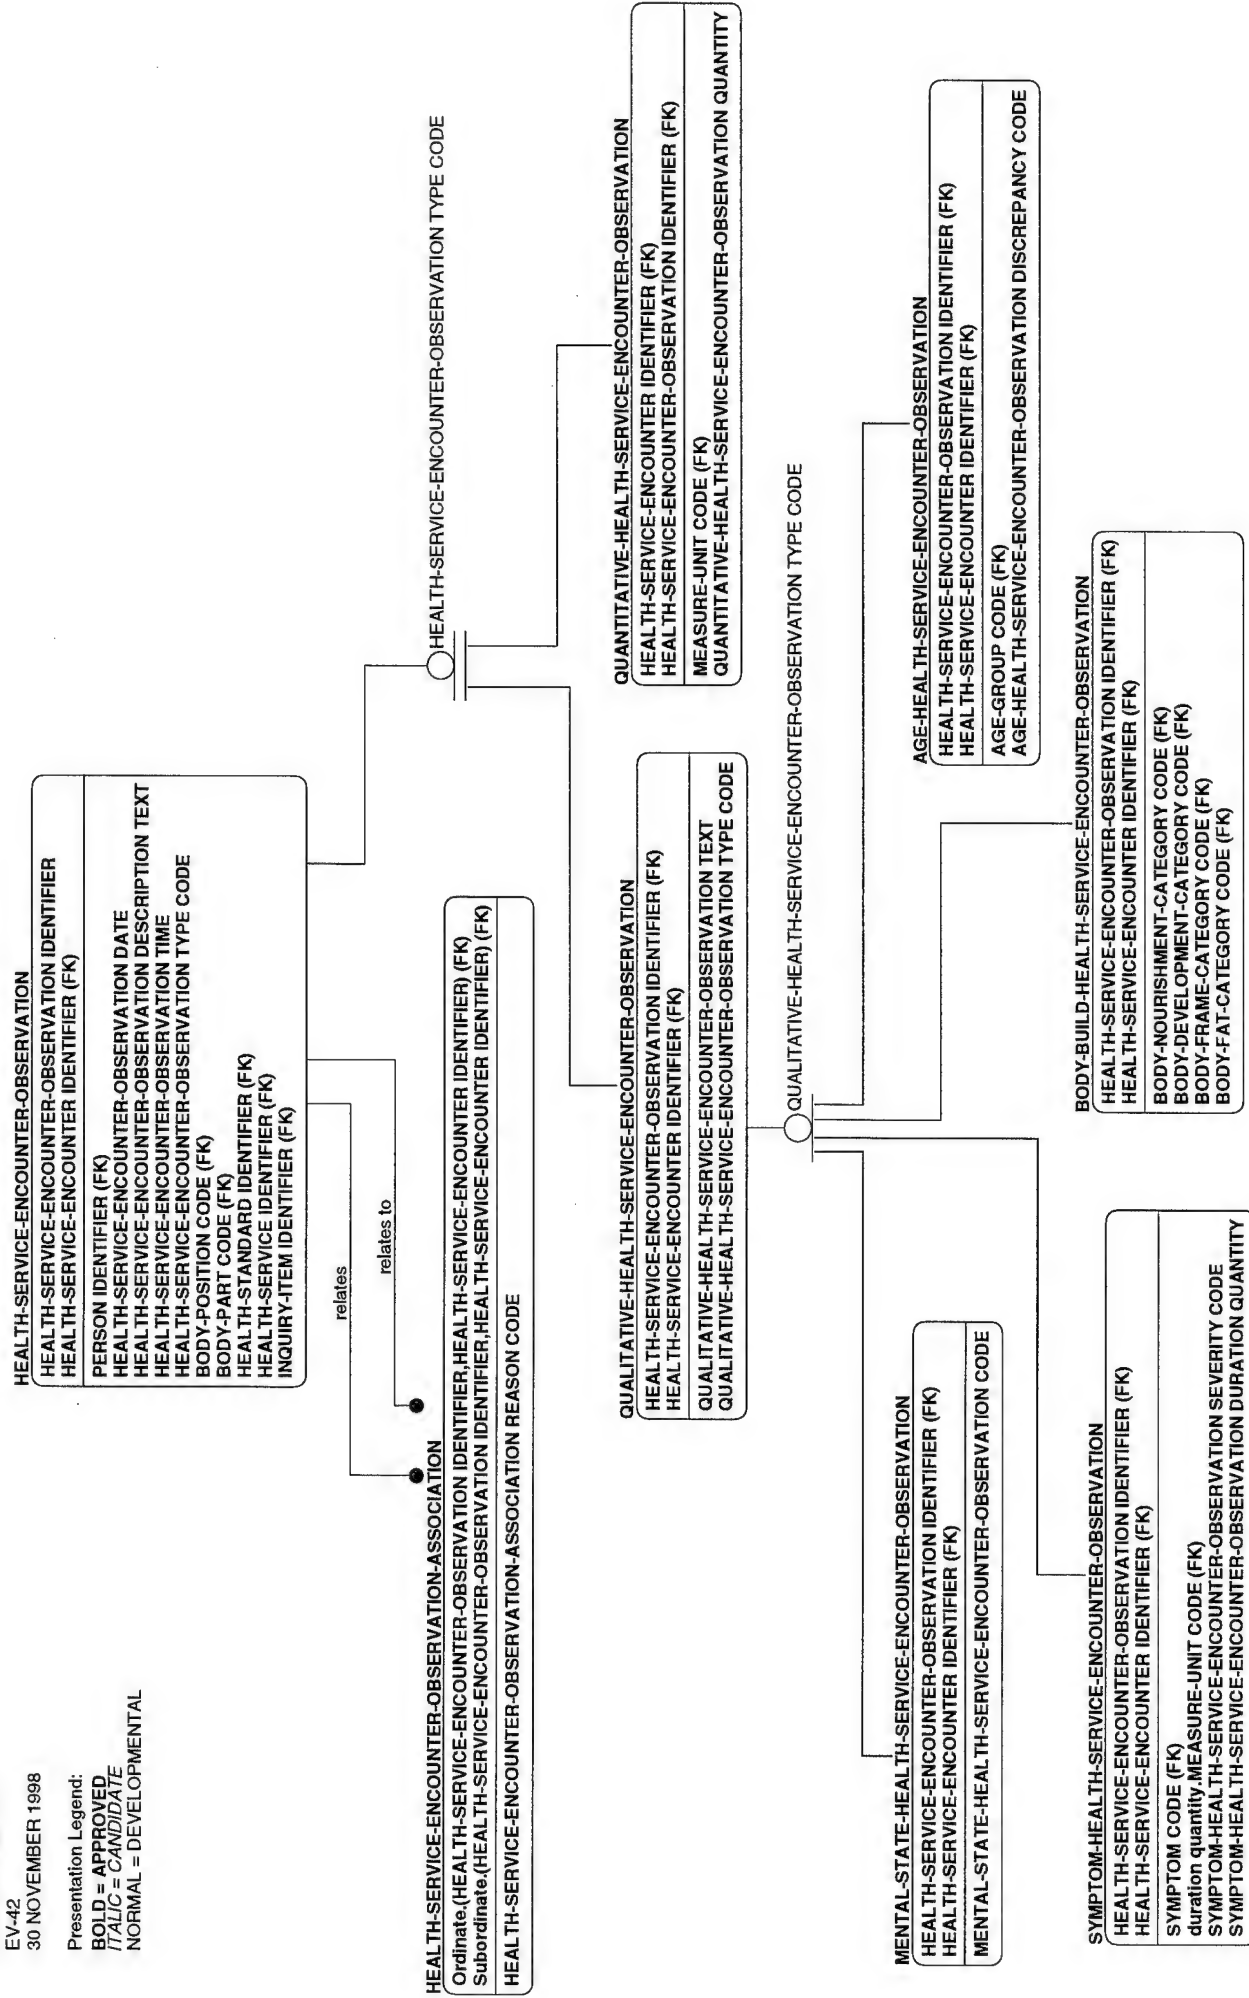 EV-42
30 NOVEMBER 1998
Presentation Legend:
BOLD = APPROVED
ITALIC = CANDIDATE
NORMAL = DEVELOPMENTAL
HEALTH-SERVICE-ENCOUNTER-OBSERVATION
HEALTH-SERVICE-ENCOUNTER-OBSERVATION IDENTIFIER
HEALTH-SERVICE-ENCOUNTER IDENTIFIER (FK)
PERSON IDENTIFIER (FK)
HEALTH-SERVICE-ENCOUNTER-OBSERVATION DATE
HEALTH-SERVICE-ENCOUNTER-OBSERVATION DESCRIPTION TEXT
HEALTH-SERVICE-ENCOUNTER-OBSERVATION TIME
HEALTH-SERVICE-ENCOUNTER-OBSERVATION TYPE CODE
BODY-POSITION CODE (FK)
BODY-PART CODE (FK)
HEALTH-STANDARD IDENTIFIER (FK)
HEALTH-SERVICE IDENTIFIER (FK)
INQUIRY-ITEM IDENTIFIER (FK)
relates
relates to
HEALTH-SERVICE-ENCOUNTER-OBSERVATION TYPE CODE
HEALTH-SERVICE-ENCOUNTER-OBSERVATION-ASSOCIATION
Ordinate.(HEALTH-SERVICE-ENCOUNTER-OBSERVATION IDENTIFIER,HEALTH-SERVICE-ENCOUNTER IDENTIFIER) (FK)
Subordinate.(HEALTH-SERVICE-ENCOUNTER-OBSERVATION IDENTIFIER,HEALTH-SERVICE-ENCOUNTER IDENTIFIER) (FK)
HEALTH-SERVICE-ENCOUNTER-OBSERVATION-ASSOCIATION REASON CODE
QUALITATIVE-HEALTH-SERVICE-ENCOUNTER-OBSERVATION
HEALTH-SERVICE-ENCOUNTER-OBSERVATION IDENTIFIER (FK)
HEALTH-SERVICE-ENCOUNTER IDENTIFIER (FK)
QUALITATIVE-HEALTH-SERVICE-ENCOUNTER-OBSERVATION TEXT
QUALITATIVE-HEALTH-SERVICE-ENCOUNTER-OBSERVATION TYPE CODE
QUANTITATIVE-HEALTH-SERVICE-ENCOUNTER-OBSERVATION
HEALTH-SERVICE-ENCOUNTER IDENTIFIER (FK)
HEALTH-SERVICE-ENCOUNTER-OBSERVATION IDENTIFIER (FK)
MEASURE-UNIT CODE (FK)
QUANTITATIVE-HEALTH-SERVICE-ENCOUNTER-OBSERVATION QUANTITY
QUALITATIVE-HEALTH-SERVICE-ENCOUNTER-OBSERVATION TYPE CODE
MENTAL-STATE-HEALTH-SERVICE-ENCOUNTER-OBSERVATION
HEALTH-SERVICE-ENCOUNTER-OBSERVATION IDENTIFIER (FK)
HEALTH-SERVICE-ENCOUNTER IDENTIFIER (FK)
MENTAL-STATE-HEALTH-SERVICE-ENCOUNTER-OBSERVATION CODE
AGE-HEALTH-SERVICE-ENCOUNTER-OBSERVATION
HEALTH-SERVICE-ENCOUNTER-OBSERVATION IDENTIFIER (FK)
HEALTH-SERVICE-ENCOUNTER IDENTIFIER (FK)
AGE-GROUP CODE (FK)
AGE-HEALTH-SERVICE-ENCOUNTER-OBSERVATION DISCREPANCY CODE
SYMPTOM-HEALTH-SERVICE-ENCOUNTER-OBSERVATION
HEALTH-SERVICE-ENCOUNTER-OBSERVATION IDENTIFIER (FK)
HEALTH-SERVICE-ENCOUNTER IDENTIFIER (FK)
SYMPTOM CODE (FK)
duration quantity.MEASURE-UNIT CODE (FK)
SYMPTOM-HEALTH-SERVICE-ENCOUNTER-OBSERVATION SEVERITY CODE
SYMPTOM-HEALTH-SERVICE-ENCOUNTER-OBSERVATION DURATION QUANTITY
BODY-BUILD-HEALTH-SERVICE-ENCOUNTER-OBSERVATION
HEALTH-SERVICE-ENCOUNTER-OBSERVATION IDENTIFIER (FK)
HEALTH-SERVICE-ENCOUNTER IDENTIFIER (FK)
BODY-NOURISHMENT-CATEGORY CODE (FK)
BODY-DEVELOPMENT-CATEGORY CODE (FK)
BODY-FRAME-CATEGORY CODE (FK)
BODY-FAT-CATEGORY CODE (FK)